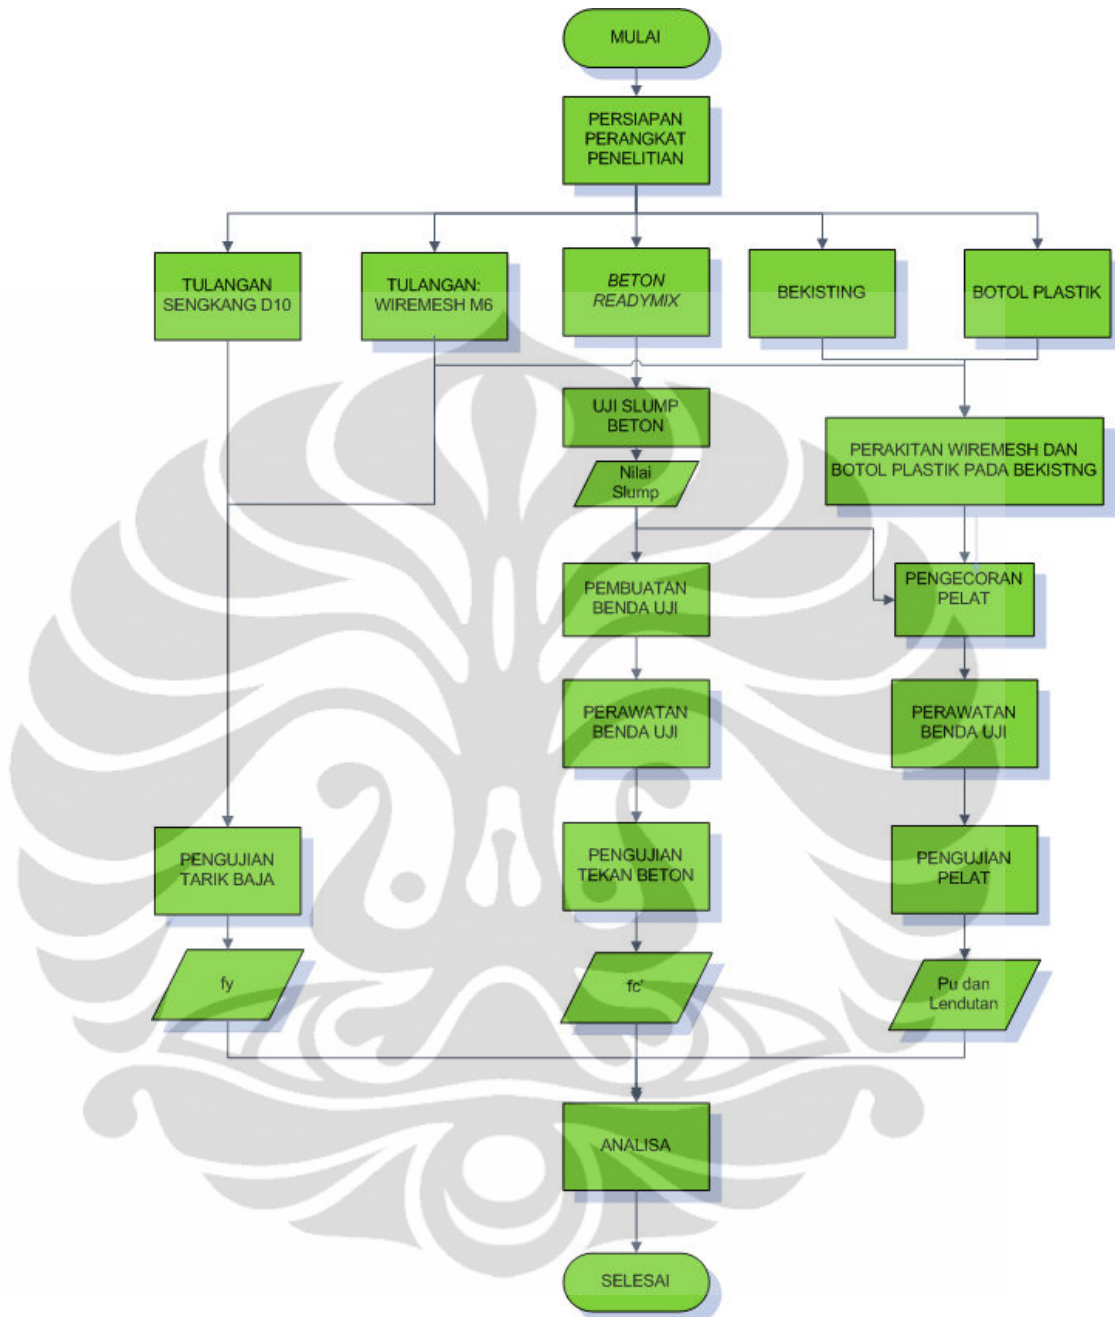 MULAI
PERSIAPAN
PERANGKAT
PENELITIAN
TULANGAN
SENGKANG D10
TULANGAN:
WIREMESH M6
BETON
READYMIX
BEKISTING
BOTOL PLASTIK
UJI SLUMP
BETON
Nilai
Slump
PERAKITAN WIREMESH DAN
BOTOL PLASTIK PADA BEKISTNG
PEMBUATAN
BENDA UJI
PENGECORAN
PELAT
PERAWATAN
BENDA UJI
PERAWATAN
BENDA UJI
PENGUJIAN
TARIK BAJA
PENGUJIAN
TEKAN BETON
PENGUJIAN
PELAT
fy
fc'
Pu dan
Lendutan
ANALISA
SELESAI